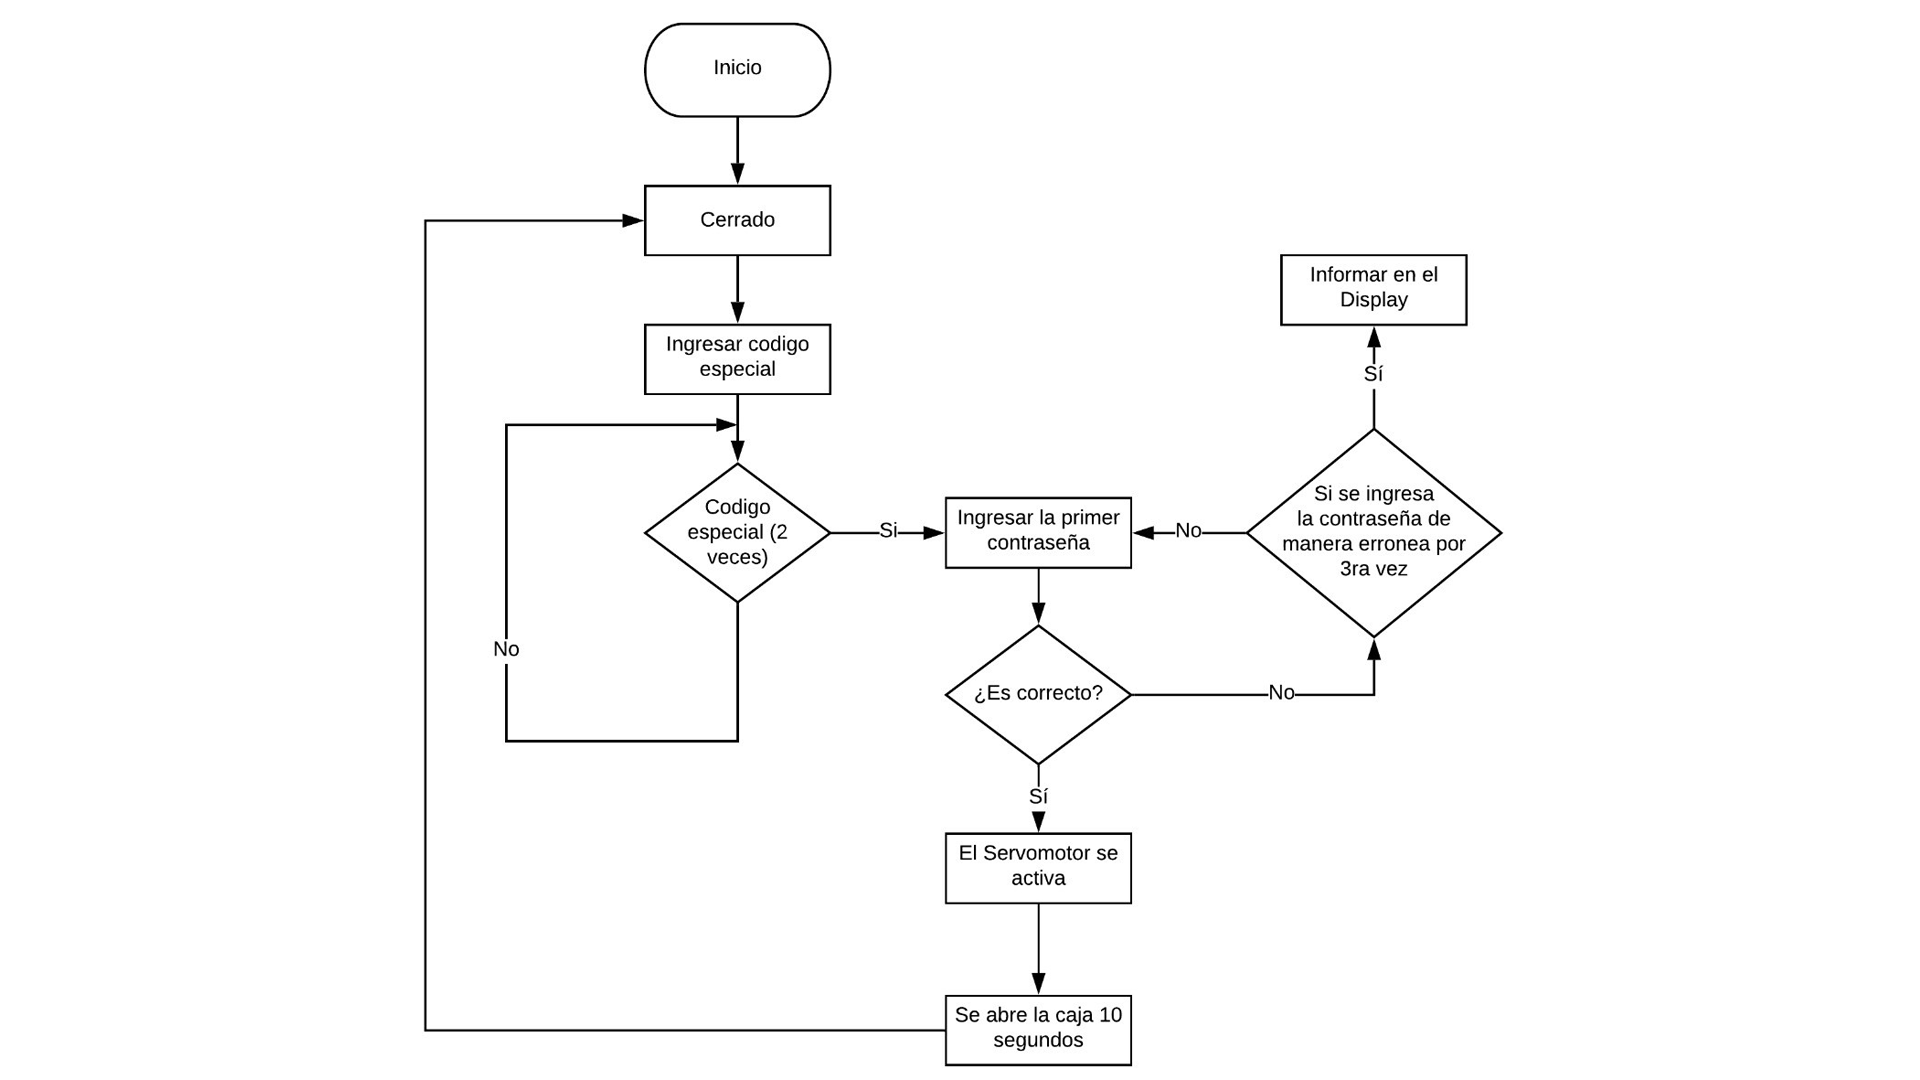 Inicio
Cerrado
Ingresar codigo
especial
Codigo
especial (2
veces)
No
Si
Ingresar la primer
contraseña
¿Es correcto?
No
Si se ingresa
la contraseña de
manera erronea por
3ra vez
No
Sí
Informar en el
Display
Sí
El Servomotor se
activa
Se abre la caja 10
segundos